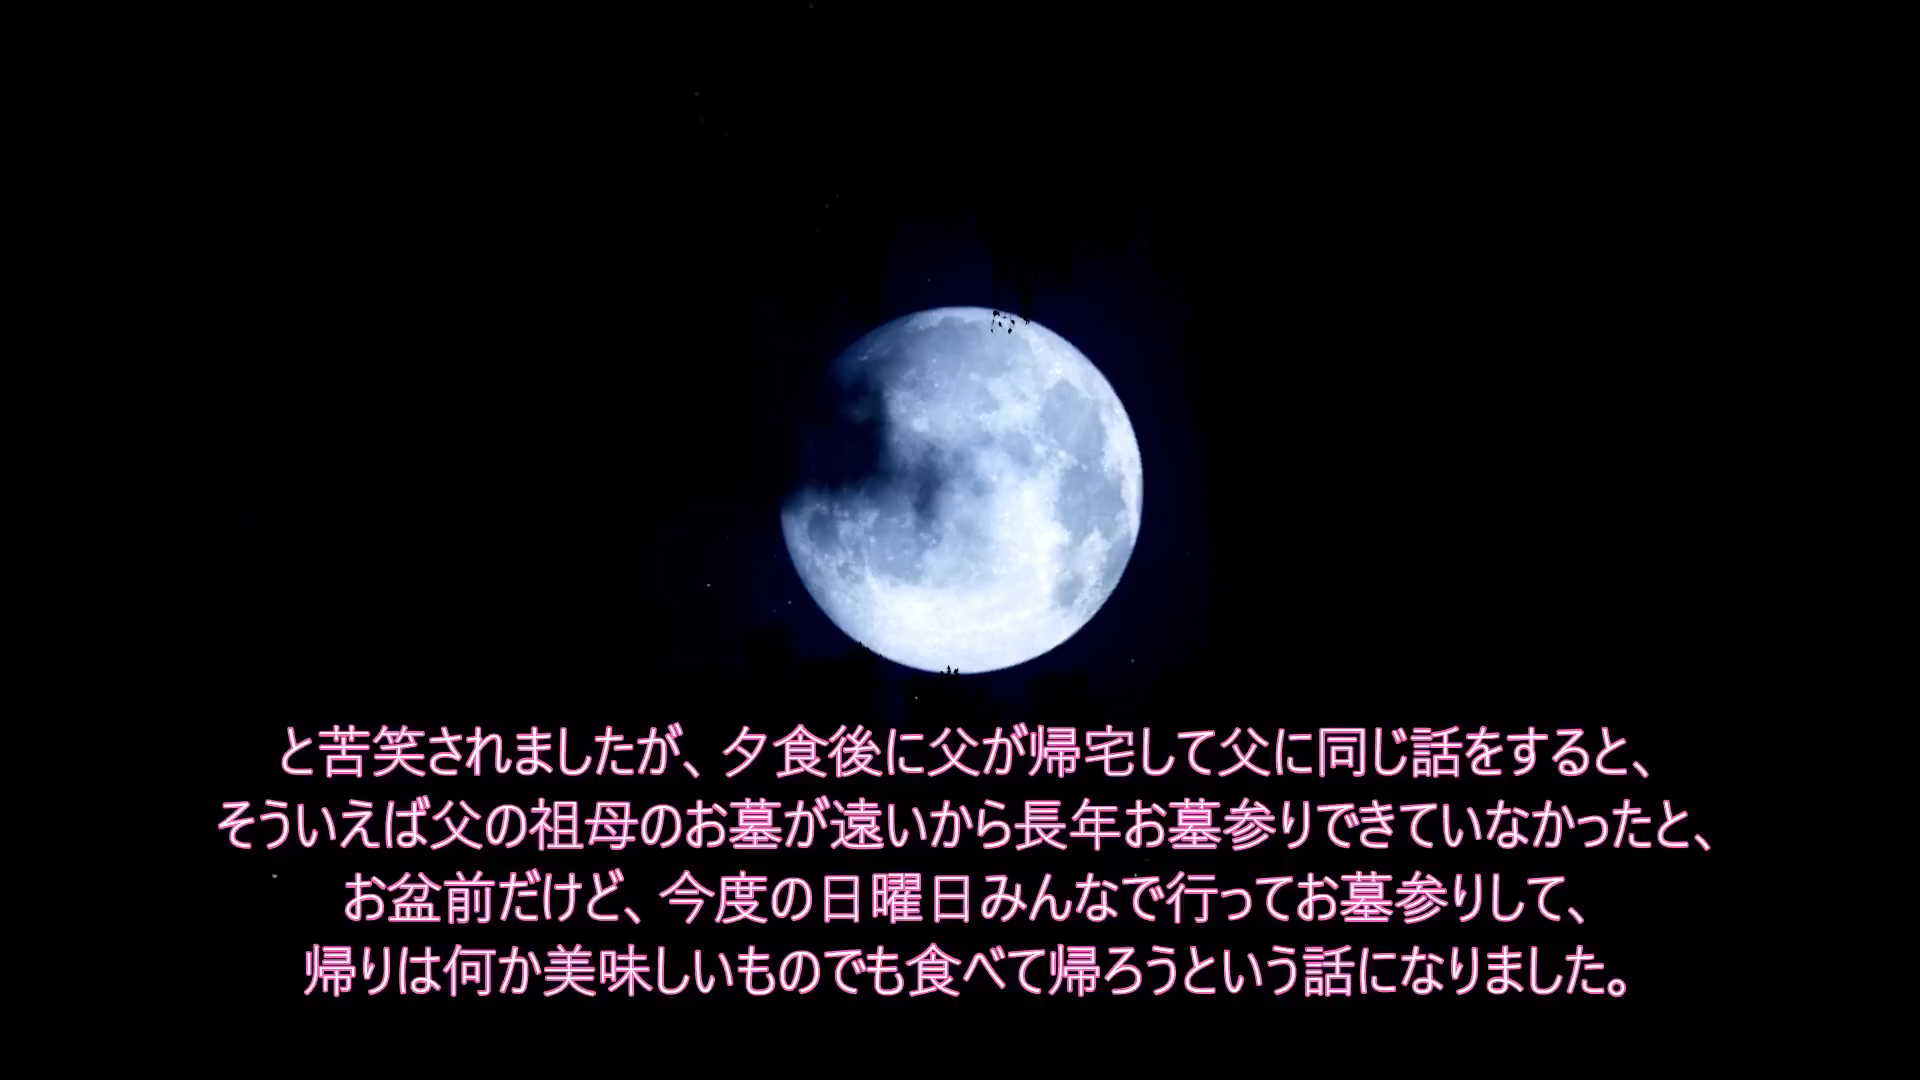 と苦笑されましたが、夕食後に父が帰宅して父に同じ話をすると、
そういえば父の祖母のお墓が遠いから長年お墓参りできていなかったと、
お盆前だけど、今度の日曜日みんなで行ってお墓参りして、
帰りは何か美味しいものでも食べて帰ろうという話になりました。